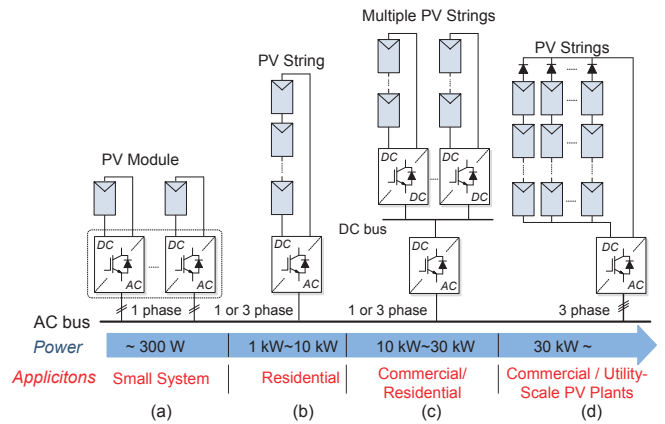 Multiple PV Strings
PV String
PV Strings
PV Module
DC
DC
DC
DC
DC bus
DC
AC
DC
AC
DC
AC
DC
AC
DC
AC
1 phase
1 or 3 phase
1 or 3 phase
3 phase
AC bus
Power
~ 300 W
1 kW~10 kW
10 kW~30 kW
30 kW ~
Applicitons
Small System
Residential
Commercial/
Residential
Commercial / Utility-
Scale PV Plants
(a)
(b)
(c)
(d)